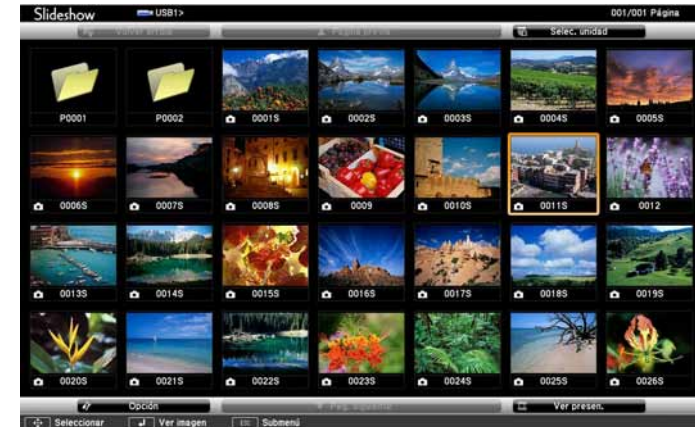 Slideshow USB1> 001/001 Página
Volver arriba Página previa Selec. unidad
P0001 P0002 0001S 0002S 0003S 0004S 0005S
0006S 0007S 0008S 0009 0010S 0011S 0012
0013S 0014S 0015S 0016S 0017S 0018S 0019S
0020S 0021S 0022S 0023S 0024S 0025S 0026S
Opción Pág. siguiente Ver presen.
Seleccionar Ver imagen Submenú